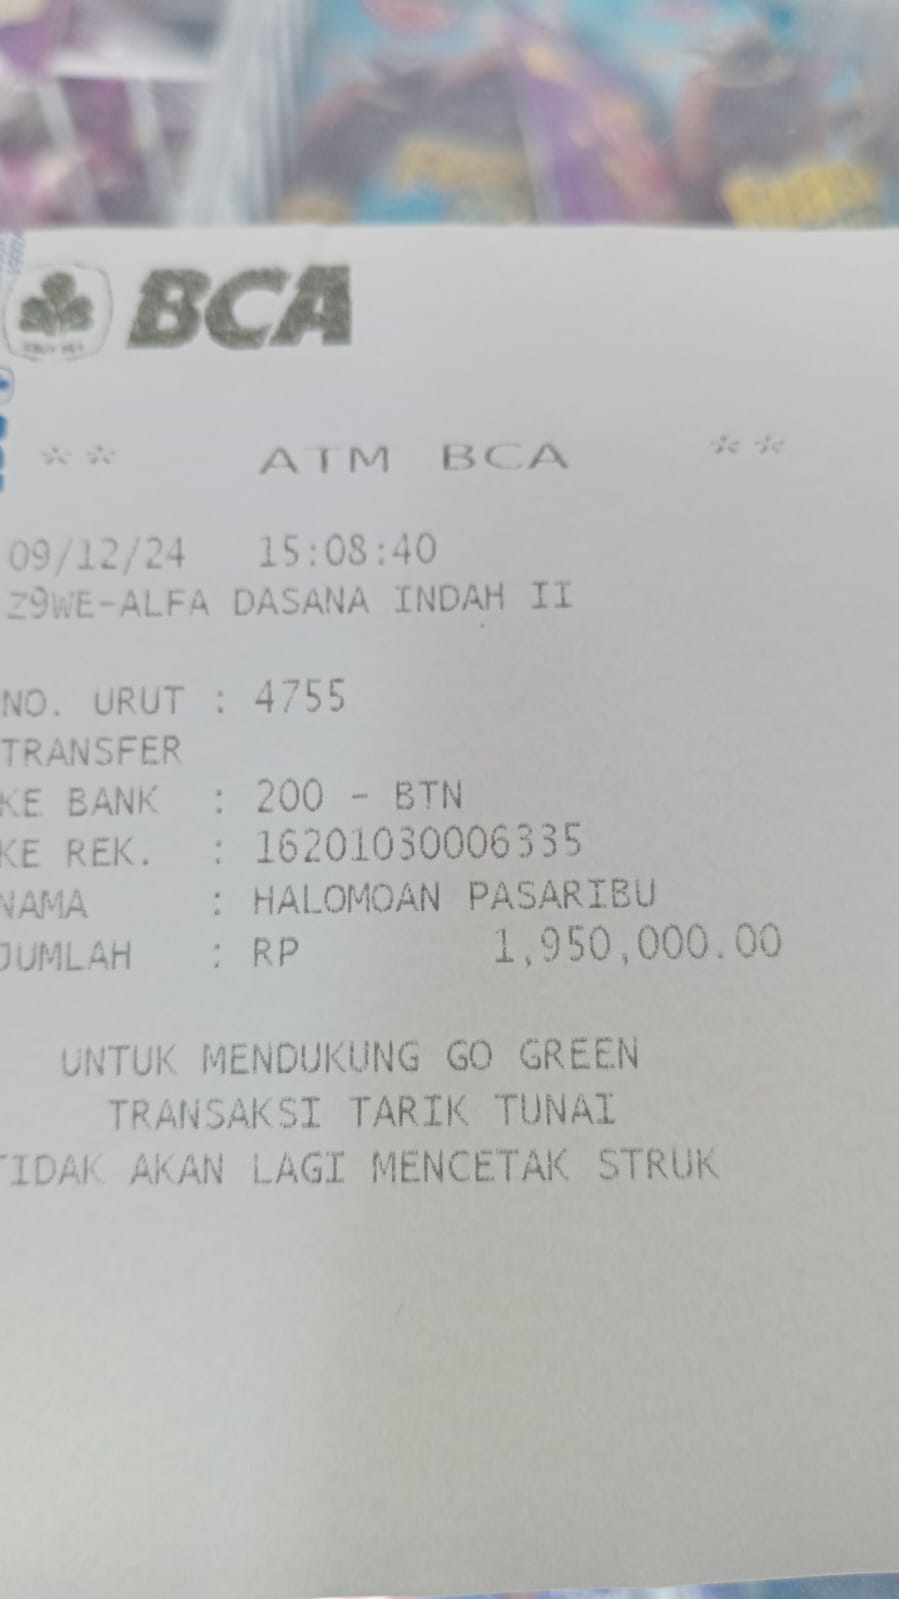 BCA
** ATM BCA **
09/12/24 15:08:40
Z9WE-ALFA DASANA INDAH II
NO. URUT : 4755
TRANSFER
KE BANK : 200 - BTN
KE REK. : 16201030006335
NAMA : HALOMOAN PASARIBU
JUMLAH : RP 1,950,000.00
UNTUK MENDUKUNG GO GREEN
TRANSAKSI TARIK TUNAI
TIDAK AKAN LAGI MENCETAK STRUK